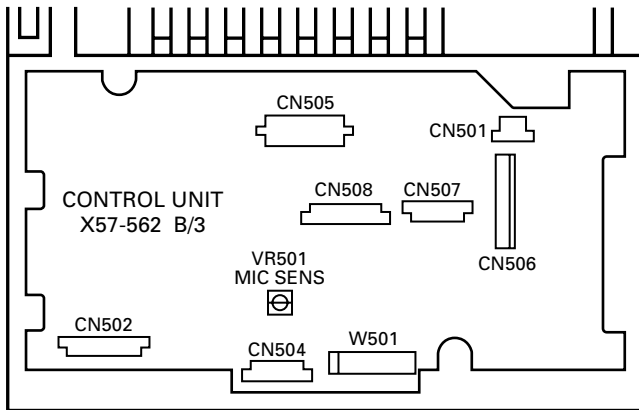 CN505
CN501
CONTROL UNIT
X57-562 B/3
CN508
CN507
VR501
MIC SENS
CN506
CN502
CN504
W501